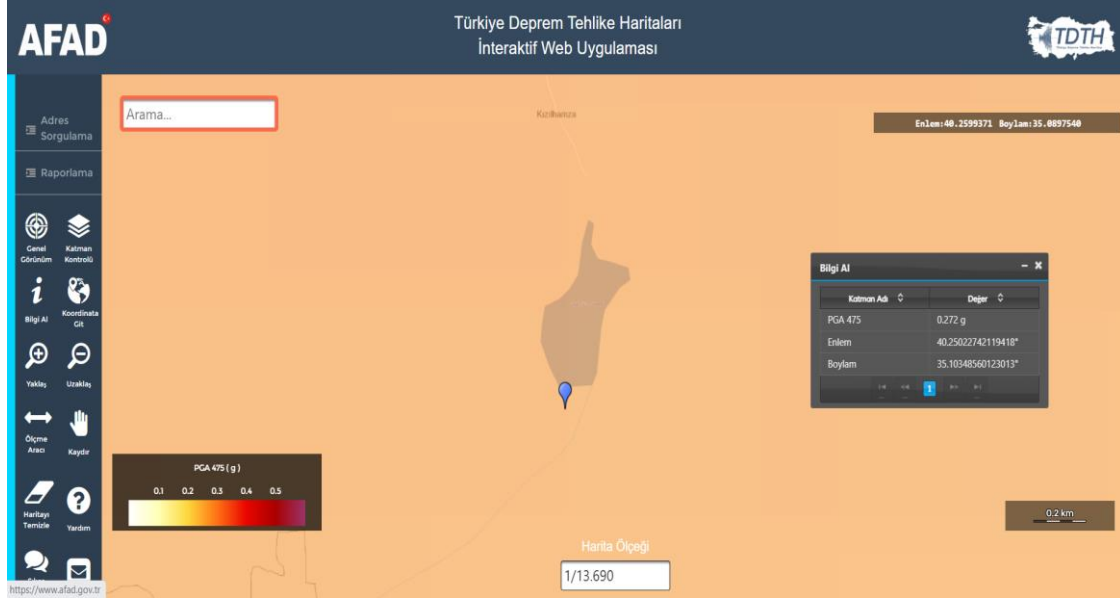 AFAD
Türkiye Deprem Tehlike Haritaları
İnteraktif Web Uygulaması
TDTH
Adres
Sorgulama
Raporlama
Genel
Görünüm
Katman
Kontrolü
Bilgi Al
Koordinata
Git
Yaklaş
Uzaklaş
Ölçme
Aracı
Kaydır
Haritayı
Temizle
Yardım
https://www.afad.gov.tr
Arama...
Kızılhamza
Enlem:40.2599371 Boylam:35.0897540
Bilgi Al
Katman Adı Değer
PGA 475 0.272 g
Enlem 40.25022742119418°
Boylam 35.10348560123013°
1
PGA 475 ( g )
0.1 0.2 0.3 0.4 0.5
0.2 km
Harita Ölçeği
1/13.690